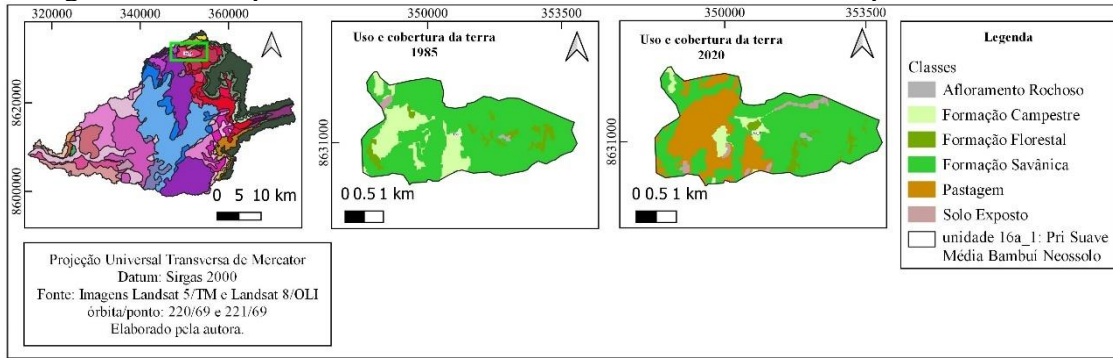 320000
340000
360000
8620000
8600000
0 5 10 km
Projeção Universal Transversa de Mercator
Datum: Sirgas 2000
Fonte: Imagens Landsat 5/TM e Landsat 8/OLI
órbita/ponto: 220/69 e 221/69
Elaborado pela autora.
350000
353500
Uso e cobertura da terra
1985
8631000
0 0.5 1 km
350000
353500
Uso e cobertura da terra
2020
8631000
0 0.5 1 km
Legenda
Classes
Afloramento Rochoso
Formação Campestre
Formação Florestal
Formação Savânica
Pastagem
Solo Exposto
unidade 16a_1: Pri Suave
Média Bambuí Neossolo